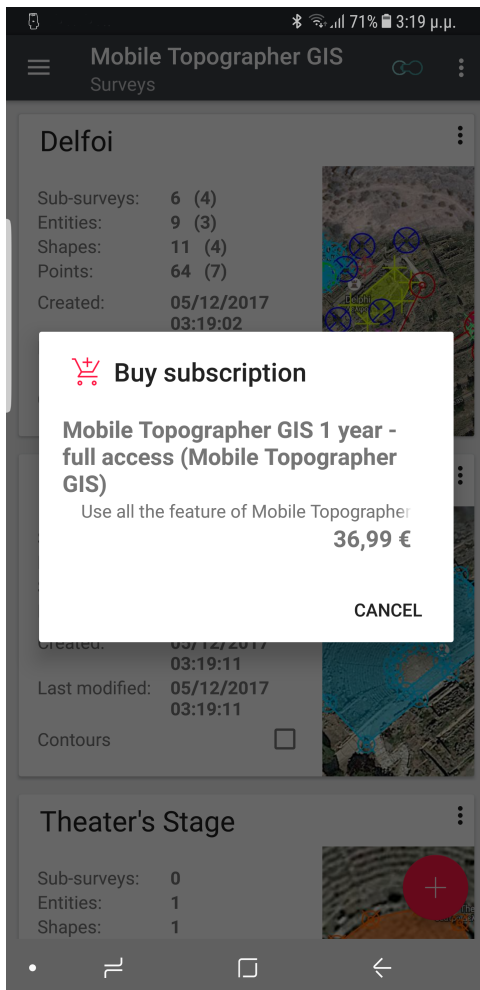 71% 3:19 μ.μ.
Mobile Topographer GIS
Surveys
Delfoi
Sub-surveys: 6 (4)
Entities: 9 (3)
Shapes: 11 (4)
Points: 64 (7)
Created: 05/12/2017
03:19:02
Delphi
Buy subscription
Mobile Topographer GIS 1 year -
full access (Mobile Topographer
GIS)
Use all the feature of Mobile Topographer
36,99 €
CANCEL
Created: 05/12/2017
03:19:11
Last modified: 05/12/2017
03:19:11
Contours
Theater's Stage
Sub-surveys: 0
Entities: 1
Shapes: 1